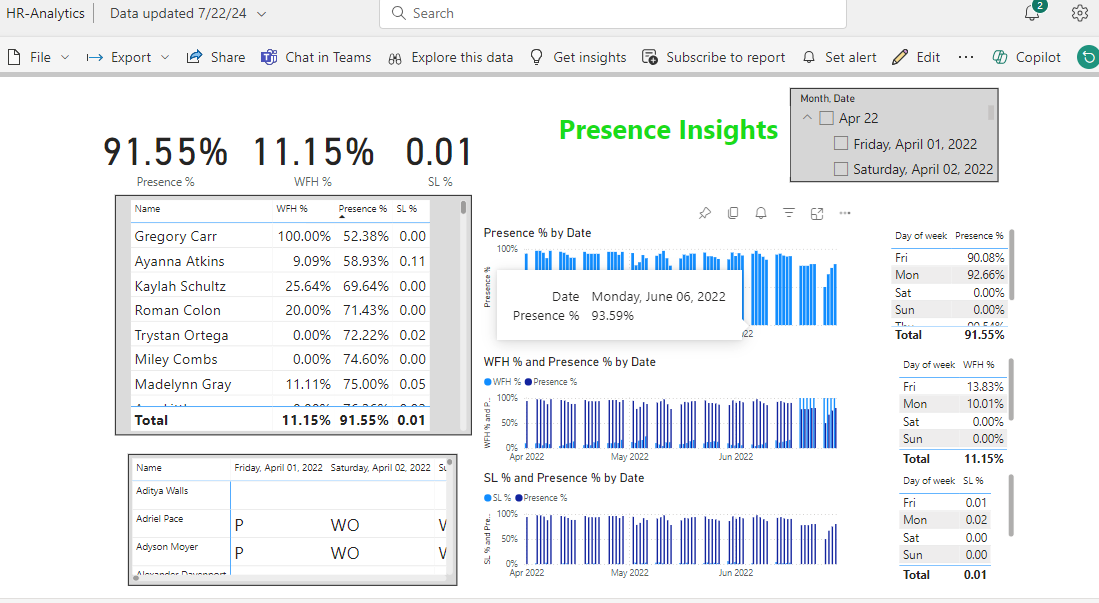 HR-Analytics Data updated 7/22/24 Search 2
File Export Share Chat in Teams Explore this data Get insights Subscribe to report Set alert Edit ... Copilot
Month, Date
Apr 22
Friday, April 01, 2022
Saturday, April 02, 2022
Presence Insights
91.55% 11.15% 0.01
Presence % WFH % SL %
Name WFH % Presence % SL %
Gregory Carr 100.00% 52.38% 0.00
Ayanna Atkins 9.09% 58.93% 0.11
Kaylah Schultz 25.64% 69.64% 0.00
Roman Colon 20.00% 71.43% 0.00
Trystan Ortega 0.00% 72.22% 0.02
Miley Combs 0.00% 74.60% 0.00
Madelynn Gray 11.11% 75.00% 0.05
Total 11.15% 91.55% 0.01
Name Friday, April 01, 2022 Saturday, April 02, 2022
Aditya Walls
Adriel Pace P WO
Adyson Moyer P WO
Alexander Davenport
Presence % by Date
100%
Presence %
Date Monday, June 06, 2022
Presence % 93.59%
WFH % and Presence % by Date
WFH % Presence %
WFH % and P...
100%
50%
0%
Apr 2022 May 2022 Jun 2022
SL % and Presence % by Date
SL % Presence %
SL % and Pre...
100%
50%
0%
Apr 2022 May 2022 Jun 2022
Day of week Presence %
Fri 90.08%
Mon 92.66%
Sat 0.00%
Sun 0.00%
Total 91.55%
Day of week WFH %
Fri 13.83%
Mon 10.01%
Sat 0.00%
Sun 0.00%
Total 11.15%
Day of week SL %
Fri 0.01
Mon 0.02
Sat 0.00
Sun 0.00
Total 0.01